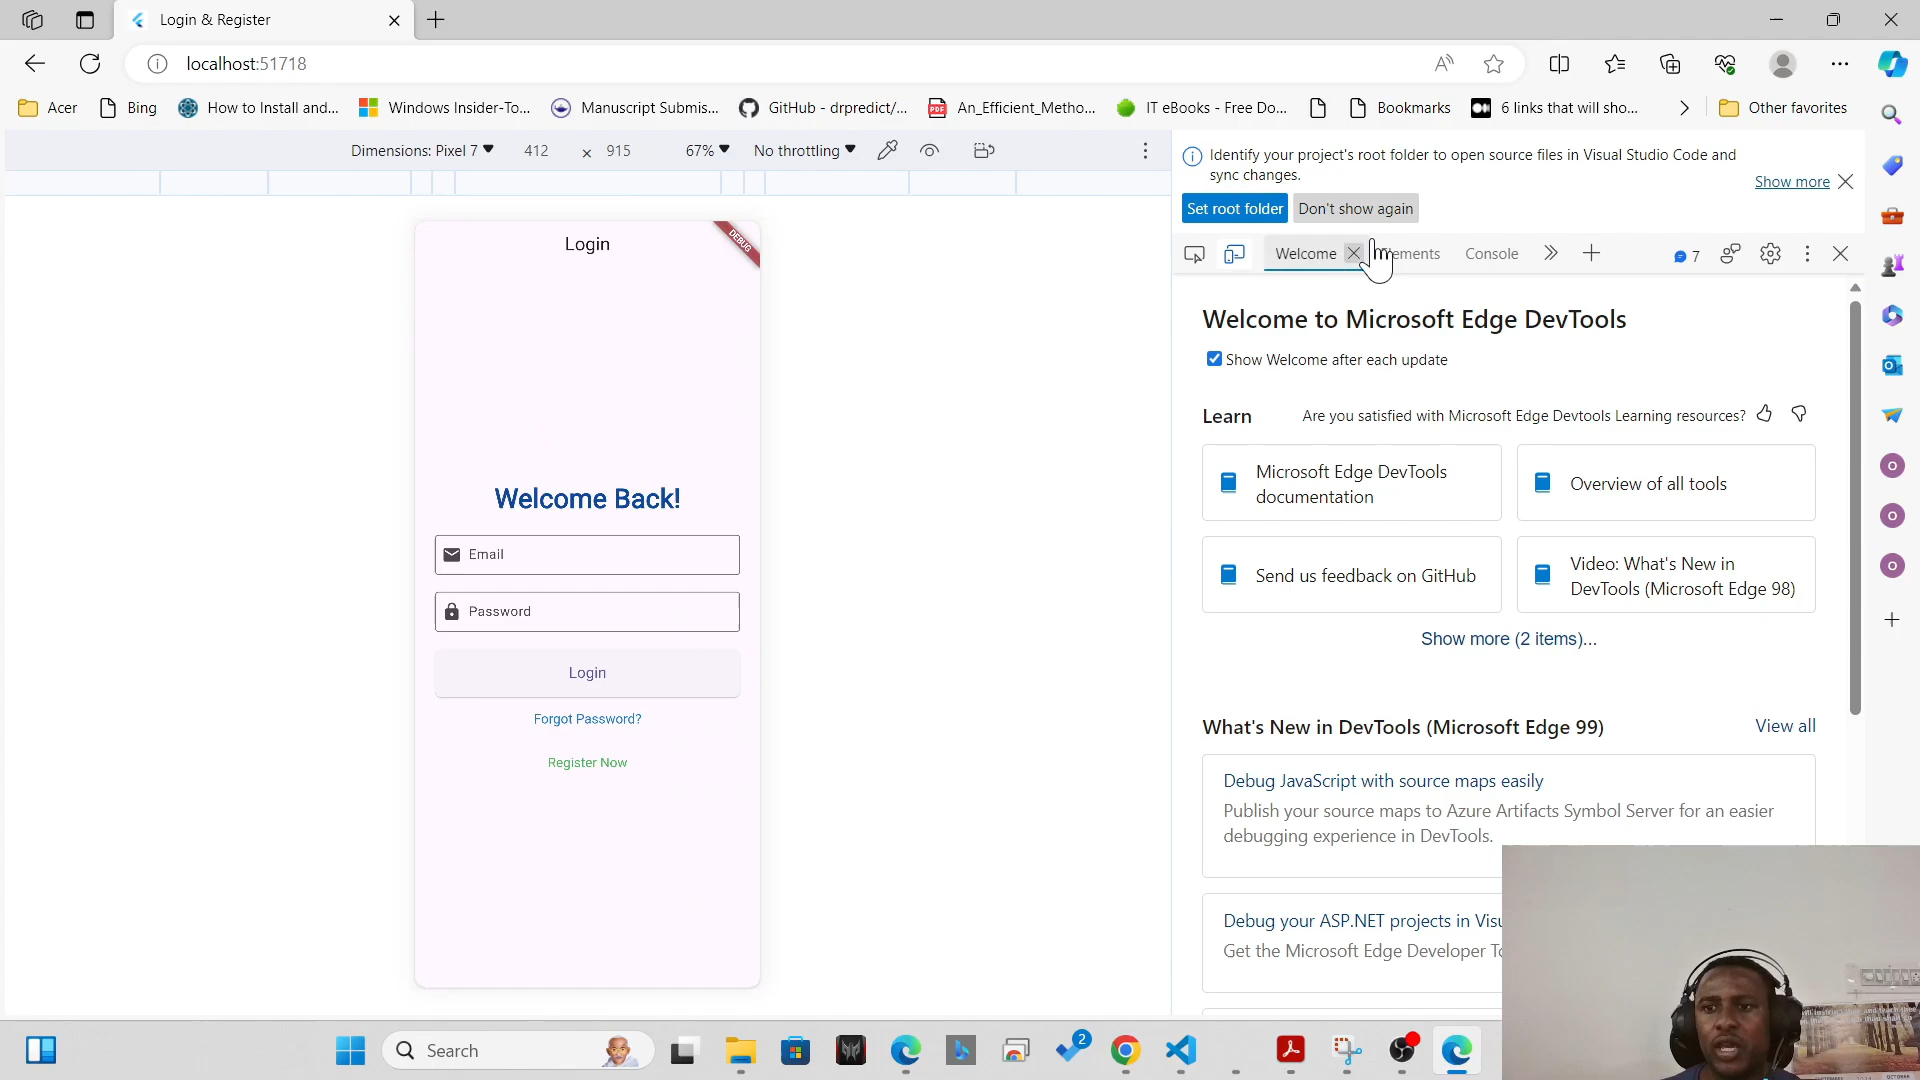 Login & Register
localhost:51718
Acer
Bing
How to Install and...
Windows Insider-To...
Manuscript Submis...
GitHub - drpredict/...
An_Efficient_Metho...
IT eBooks - Free Do...
Bookmarks
6 links that will sho...
Other favorites
Dimensions: Pixel 7
412 × 915
67%
No throttling
Identify your project's root folder to open source files in Visual Studio Code and
sync changes.
Show more
Set root folder
Don't show again
Welcome
ements
Console
7
Login
DEBUG
Welcome Back!
Email
Password
Login
Forgot Password?
Register Now
Welcome to Microsoft Edge DevTools
Show Welcome after each update
Learn
Are you satisfied with Microsoft Edge Devtools Learning resources?
Microsoft Edge DevTools
documentation
Overview of all tools
Send us feedback on GitHub
Video: What's New in
DevTools (Microsoft Edge 98)
Show more (2 items)...
What's New in DevTools (Microsoft Edge 99)
View all
Debug JavaScript with source maps easily
Publish your source maps to Azure Artifacts Symbol Server for an easier
debugging experience in DevTools.
Debug your ASP.NET projects in Visu
Get the Microsoft Edge Developer To
O
O
O
Search
2